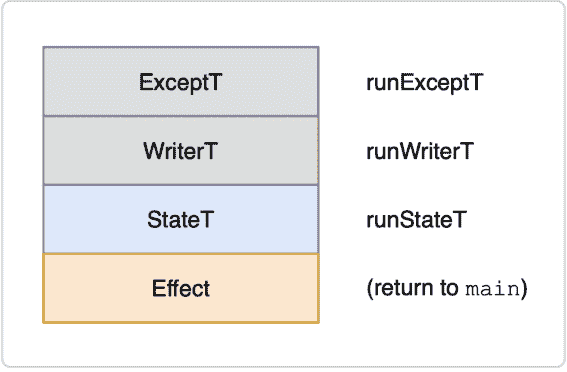 ExceptT runExceptT
WriterT runWriterT
StateT runStateT
Effect (return to main)